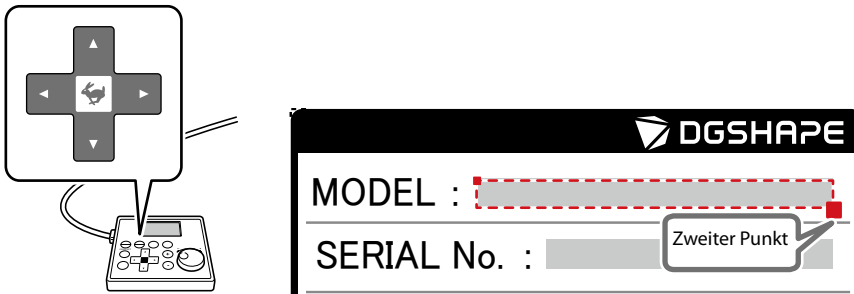 DGSHAPE
MODEL :
SERIAL No. :
Zweiter Punkt